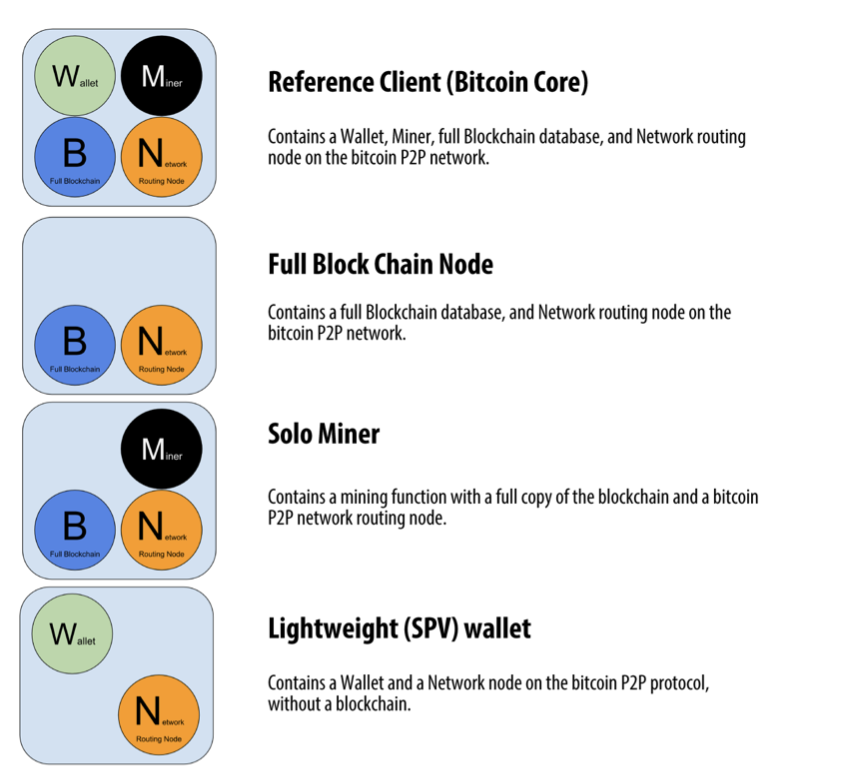 Wallet
Miner
B
Full Blockchain
Network
Routing Node
Reference Client (Bitcoin Core)
Contains a Wallet, Miner, full Blockchain database, and Network routing
node on the bitcoin P2P network.
B
Full Blockchain
Network
Routing Node
Full Block Chain Node
Contains a full Blockchain database, and Network routing node on the
bitcoin P2P network.
Miner
B
Full Blockchain
Network
Routing Node
Solo Miner
Contains a mining function with a full copy of the blockchain and a bitcoin
P2P network routing node.
Wallet
Network
Routing Node
Lightweight (SPV) wallet
Contains a Wallet and a Network node on the bitcoin P2P protocol,
without a blockchain.